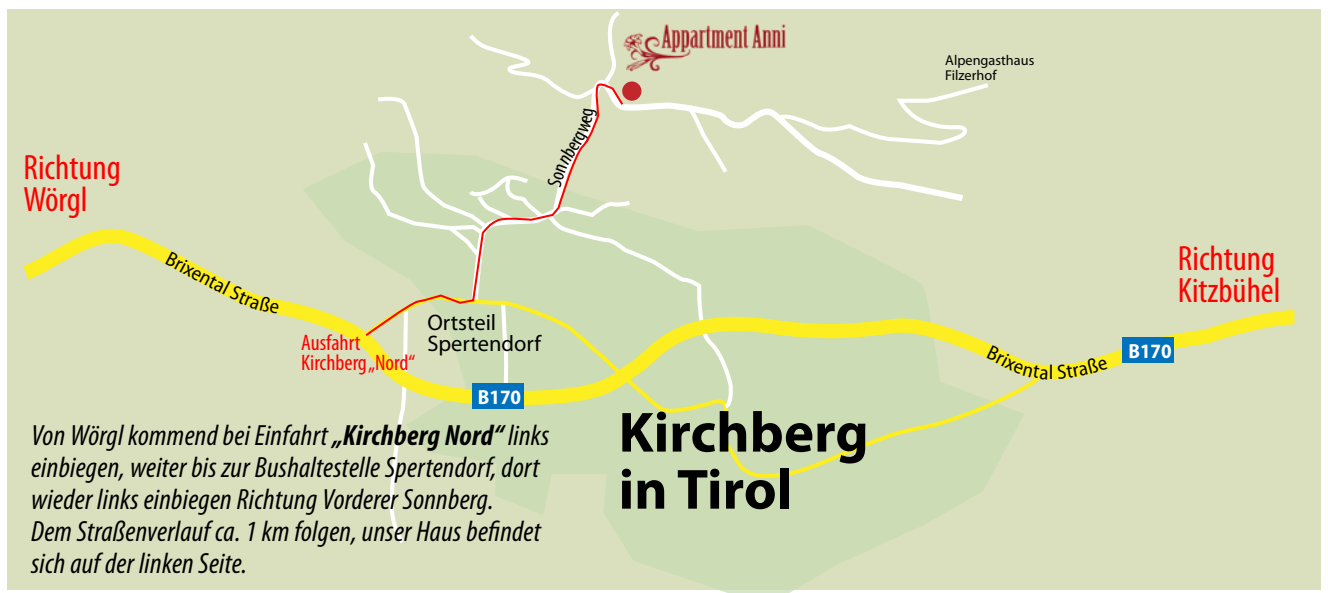 Appartment Anni
Alpengasthaus
Filzerhof
Sonnbergweg
Richtung
Wörgl
Brixental Straße
Richtung
Kitzbühel
Ausfahrt
Kirchberg „Nord“
Ortsteil
Spertendorf
B170
Brixental Straße
B170
Kirchberg
in Tirol
Von Wörgl kommend bei Einfahrt „Kirchberg Nord“ links
einbiegen, weiter bis zur Bushaltestelle Spertendorf, dort
wieder links einbiegen Richtung Vorderer Sonnberg.
Dem Straßenverlauf ca. 1 km folgen, unser Haus befindet
sich auf der linken Seite.